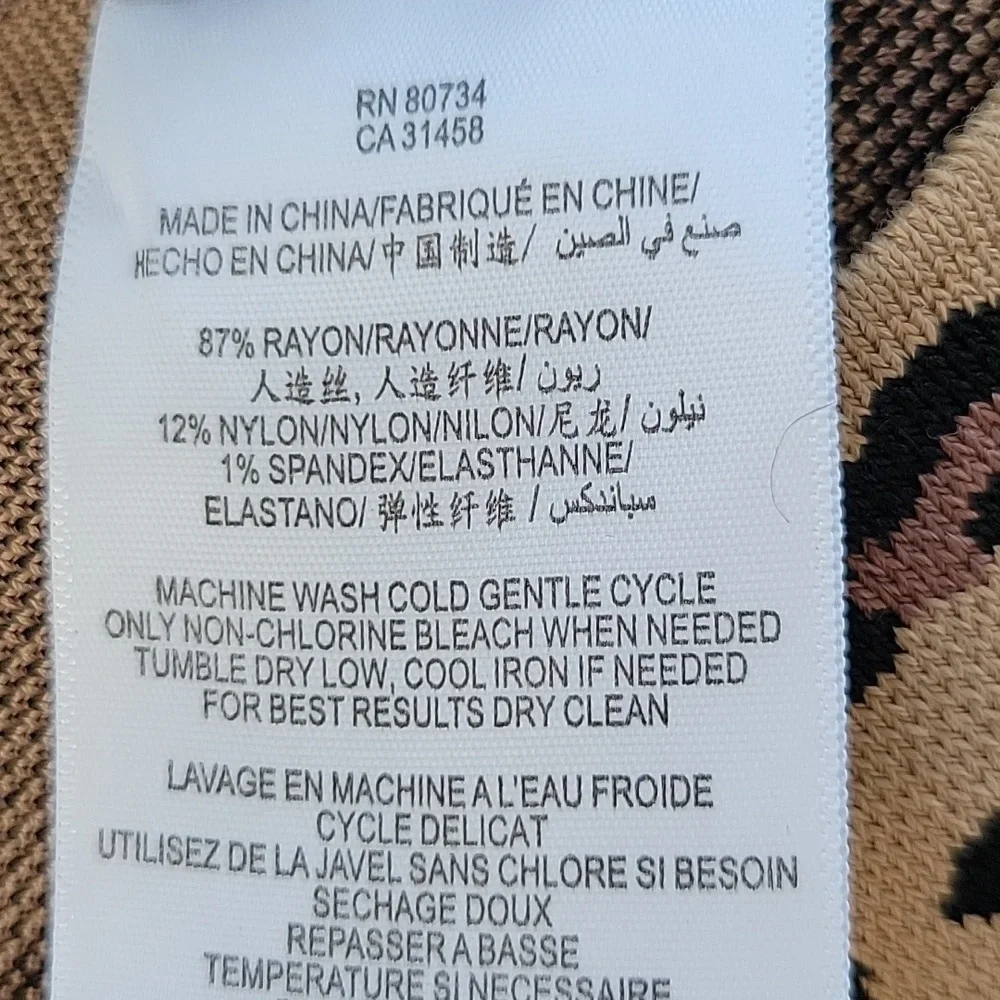 RN 80734
CA 31458
MADE IN CHINA/FABRIQUÉ EN CHINE/
HECHO EN CHINA/中国制造/ صنع في الصين
87% RAYON/RAYONNE/RAYON/
人造丝, 人造纤维/ ريون
12% NYLON/NYLON/NILON/尼龙/ نيلون
1% SPANDEX/ELASTHANNE/
ELASTANO/ 弹性纤维 / سباندكس
MACHINE WASH COLD GENTLE CYCLE
ONLY NON-CHLORINE BLEACH WHEN NEEDED
TUMBLE DRY LOW, COOL IRON IF NEEDED
FOR BEST RESULTS DRY CLEAN
LAVAGE EN MACHINE A L'EAU FROIDE
CYCLE DELICAT
UTILISEZ DE LA JAVEL SANS CHLORE SI BESOIN
SECHAGE DOUX
REPASSER A BASSE
TEMPERATURE SI NECESSAIRE